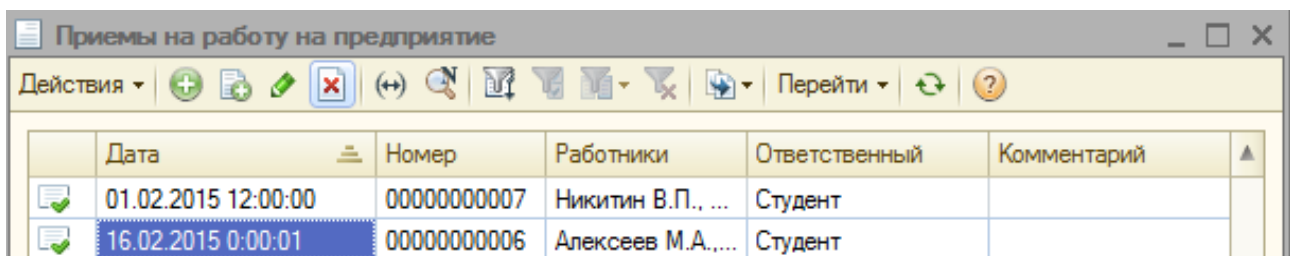 Приемы на работу на предприятие
Действия Перейти
Дата Номер Работники Ответственный Комментарий
01.02.2015 12:00:00 00000000007 Никитин В.П., ... Студент
16.02.2015 0:00:01 00000000006 Алексеев М.А.,... Студент